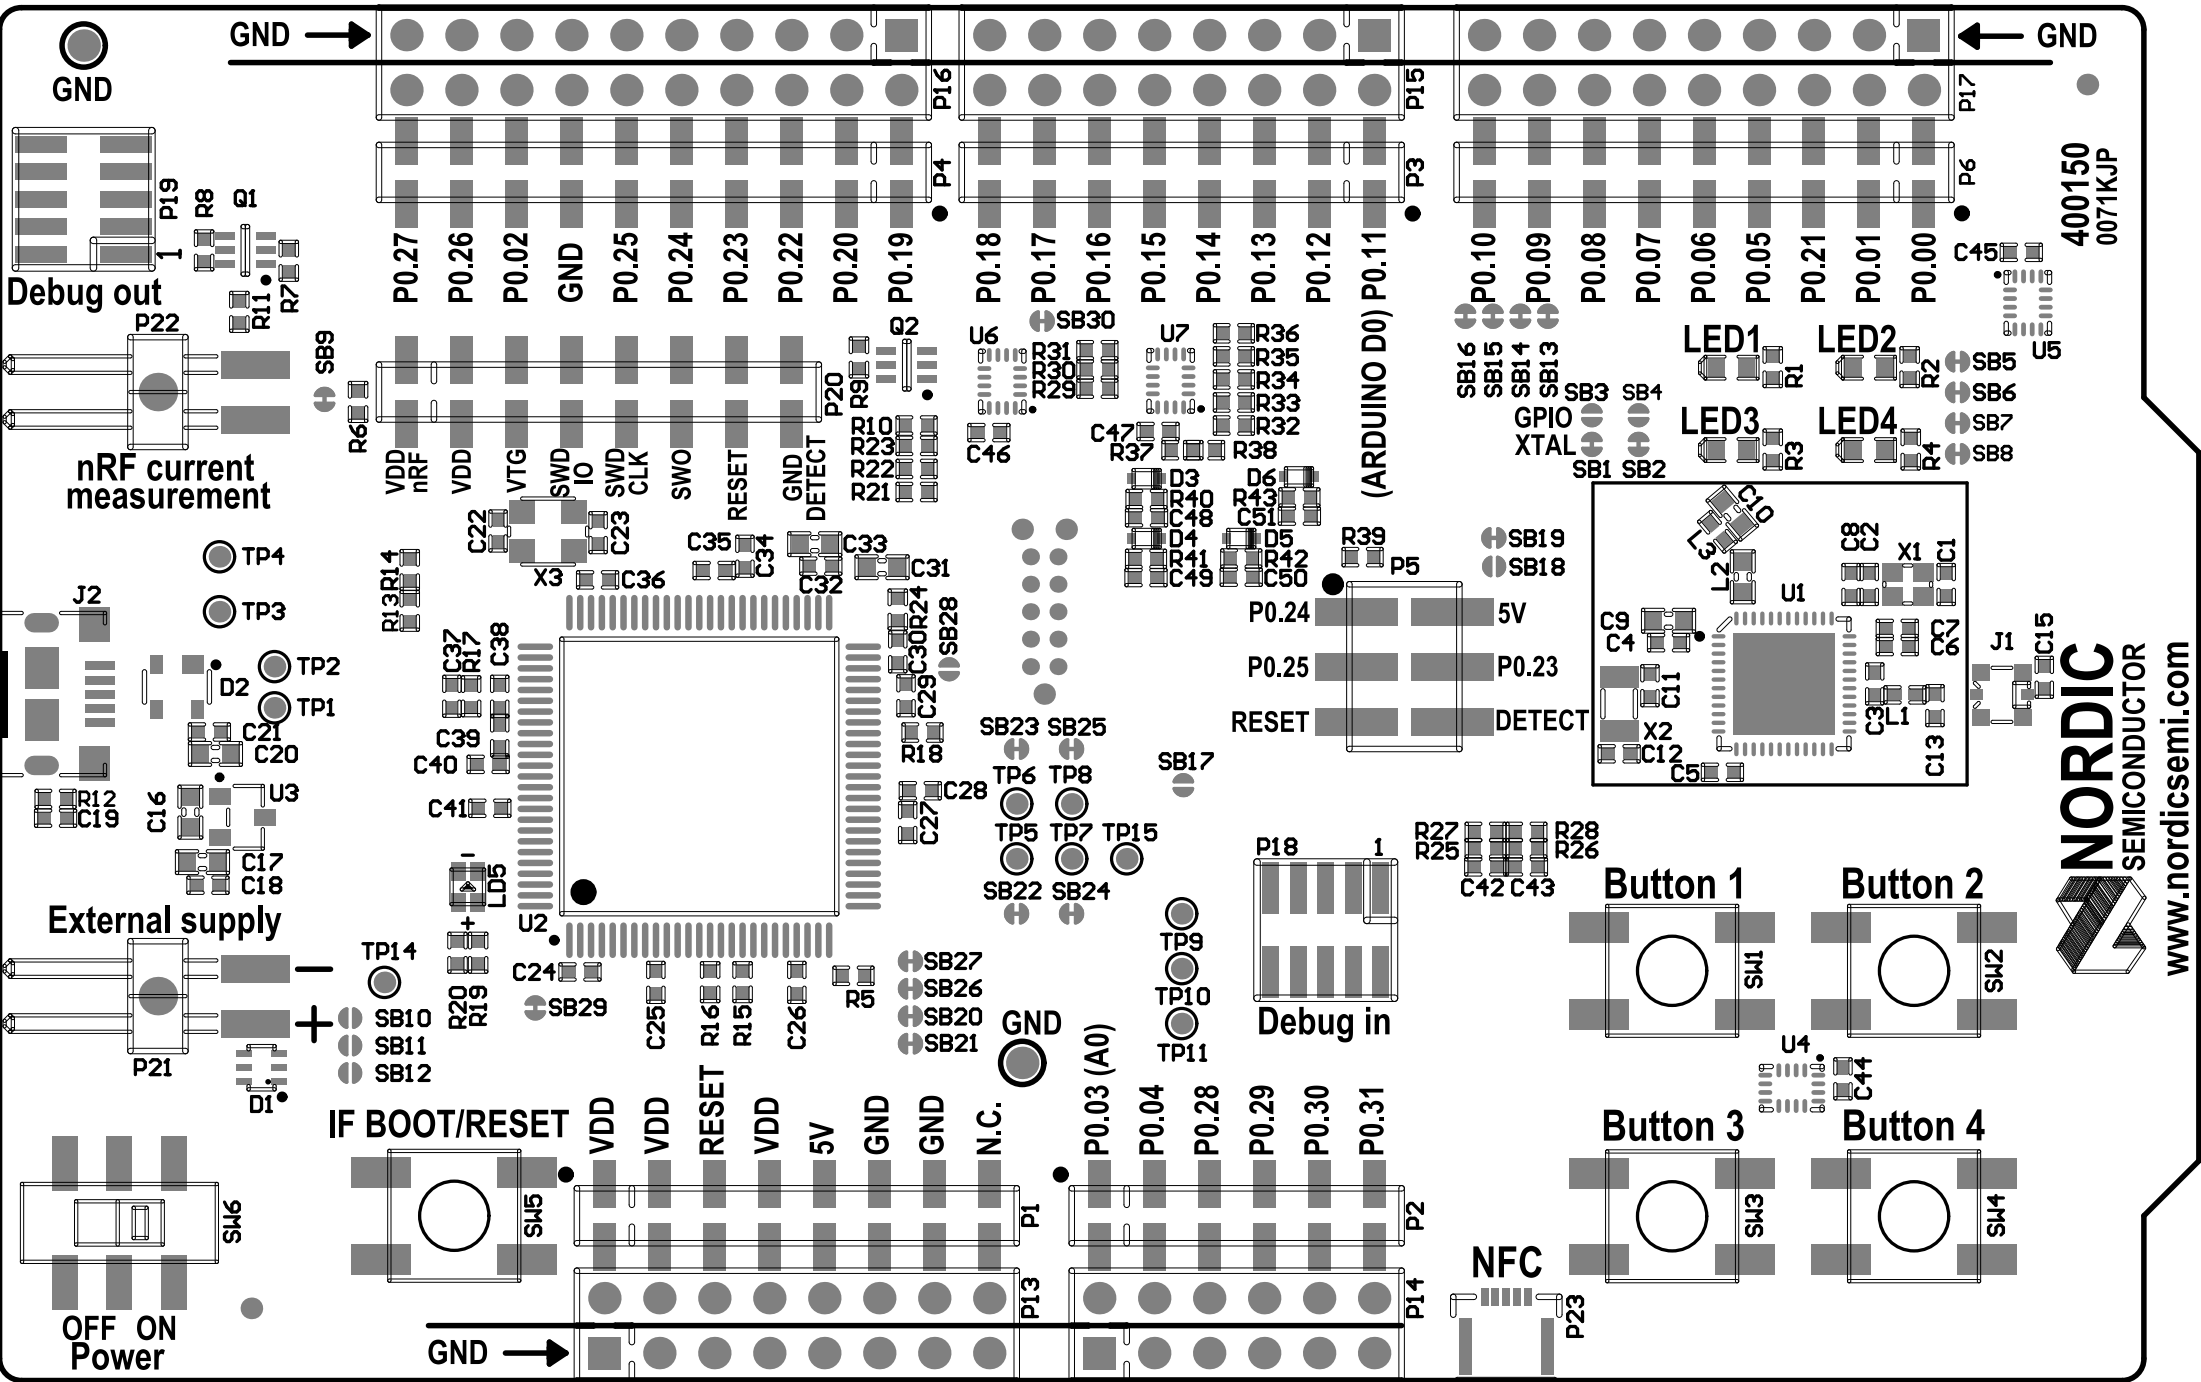 GND
GND
GND
P16
P15
P17
P4
P3
P6
400150
0071KJP
P19
1
Debug out
R8
Q1
R11
R7
P0.27
P0.26
P0.02
GND
P0.25
P0.24
P0.23
P0.22
P0.20
P0.19
P0.18
P0.17
P0.16
P0.15
P0.14
P0.13
P0.12
(ARDUINO D0) P0.11
P0.10
P0.09
P0.08
P0.07
P0.06
P0.05
P0.21
P0.01
P0.00
C45
U5
P22
SB9
nRF current
measurement
R6
P20
R9
Q2
VDD
nRF
VDD
VTG
SWD
IO
SWD
CLK
SWO
RESET
GND
DETECT
R10
R23
R22
R21
U6
C46
SB30
R31
R30
R29
U7
R36
R35
R34
R33
R32
C47
R37
R38
D3
R40
C48
D6
R43
C51
D4
R41
C49
D5
R42
C50
SB16
SB15
SB14
SB13
SB3
SB4
GPIO
XTAL
SB1
SB2
LED1
R1
LED2
R2
LED3
R3
LED4
R4
SB5
SB6
SB7
SB8
TP4
TP3
TP2
TP1
J2
D2
C21
C20
R12
C19
C16
U3
C17
C18
R14
R13
C22
C23
X3
C36
C35
C34
C33
C32
C31
R24
C30
SB28
C29
R18
C37
R17
C38
C39
C40
C41
C28
C27
-
LD5
+
U2
R39
P5
SB19
SB18
P0.24
5V
P0.25
P0.23
RESET
DETECT
SB23
SB25
TP6
TP8
TP5
TP7
TP15
SB22
SB24
SB17
C10
L3
L2
C8
C2
X1
C1
U1
C9
C4
C7
C6
C11
X2
C12
C5
C3
L1
C13
J1
C15
NORDIC
SEMICONDUCTOR
www.nordicsemi.com
R27
R25
R28
R26
C42
C43
P18
1
Debug in
TP9
TP10
TP11
Button 1
SW1
Button 2
SW2
External supply
−
+
P21
TP14
SB10
SB11
SB12
D1
R20
R19
C24
SB29
C25
R16
R15
C26
R5
SB27
SB26
SB20
SB21
GND
U4
C44
Button 3
SW3
Button 4
SW4
IF BOOT/RESET
SW5
VDD
VDD
RESET
VDD
5V
GND
GND
N.C.
P0.03 (A0)
P0.04
P0.28
P0.29
P0.30
P0.31
P1
P2
P13
P14
GND
NFC
P23
SW6
OFF ON
Power